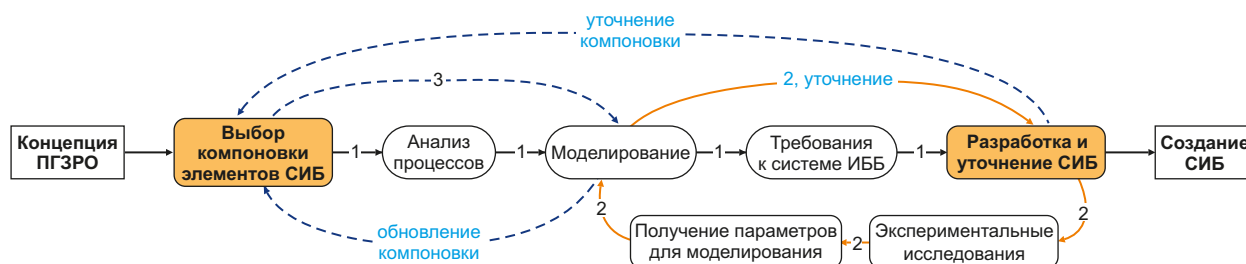 уточнение
компоновки
3
2, уточнение
Концепция
ПГЗРО
Выбор
компоновки
элементов СИБ
1
Анализ
процессов
1
Моделирование
1
Требования
к системе ИББ
1
Разработка и
уточнение СИБ
Создание
СИБ
обновление
компоновки
2
Получение параметров
для моделирования
2
Экспериментальные
исследования
2